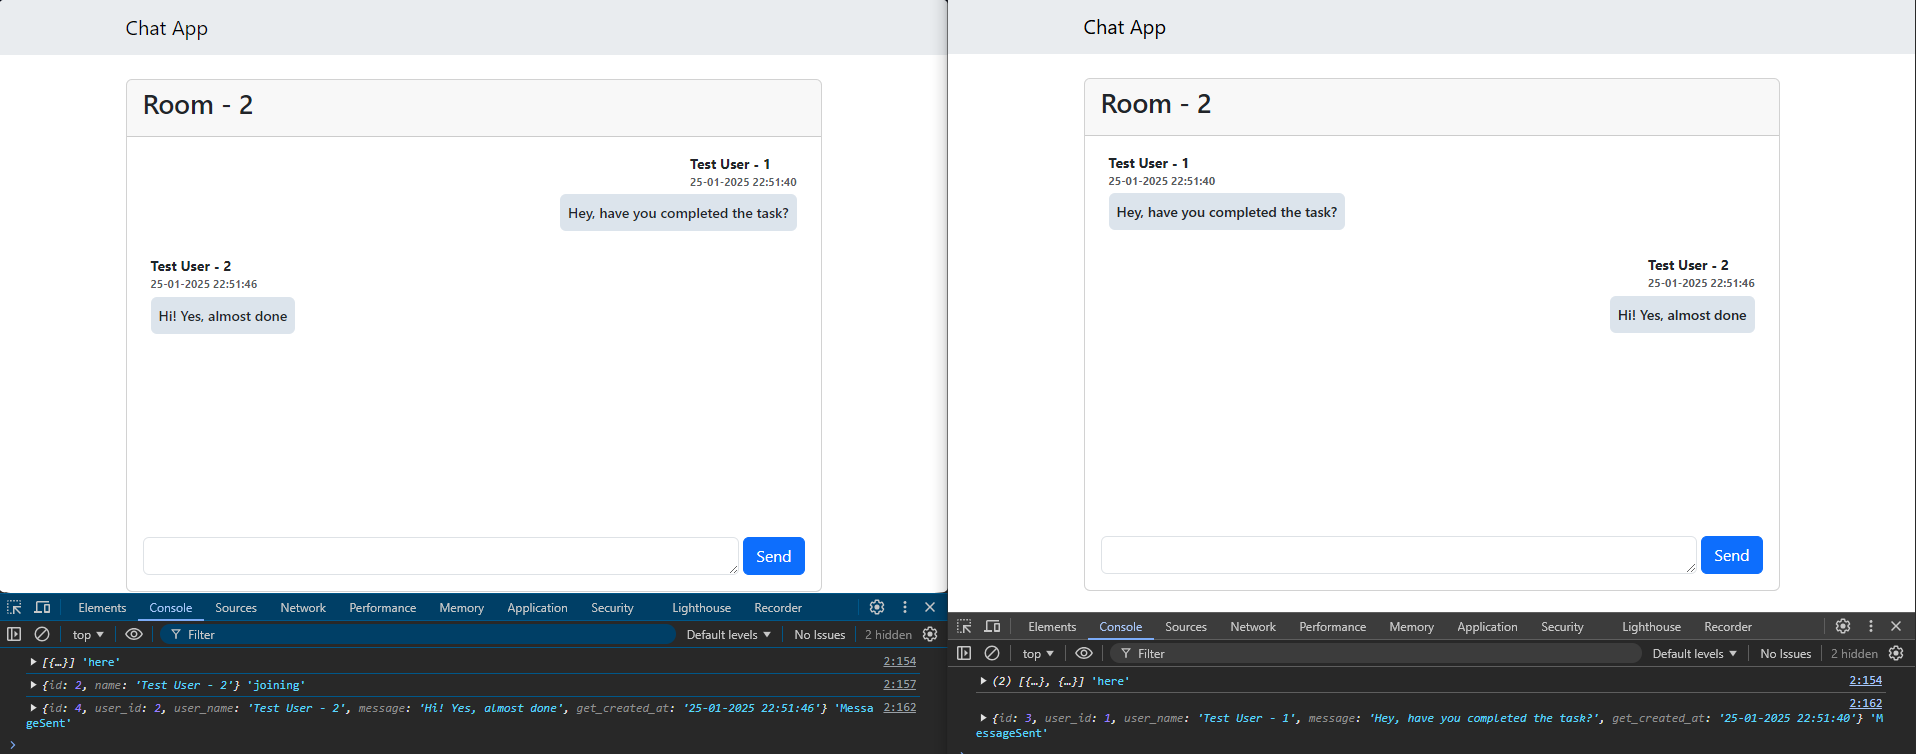 Chat App
Room - 2
Test User - 1
25-01-2025 22:51:40
Hey, have you completed the task?
Test User - 2
25-01-2025 22:51:46
Hi! Yes, almost done
Send
Elements Console Sources Network Performance Memory Application Security Lighthouse Recorder
top Filter Default levels No Issues 2 hidden
[{…}] 'here' 2:154
{id: 2, name: 'Test User - 2'} 'joining' 2:157
{id: 4, user_id: 2, user_name: 'Test User - 2', message: 'Hi! Yes, almost done', get_created_at: '25-01-2025 22:51:46'} 'Messa 2:162
geSent'
Chat App
Room - 2
Test User - 1
25-01-2025 22:51:40
Hey, have you completed the task?
Test User - 2
25-01-2025 22:51:46
Hi! Yes, almost done
Send
Elements Console Sources Network Performance Memory Application Security Lighthouse Recorder
top Filter Default levels No Issues 2 hidden
(2) [{…}, {…}] 'here' 2:154
2:162
{id: 3, user_id: 1, user_name: 'Test User - 1', message: 'Hey, have you completed the task?', get_created_at: '25-01-2025 22:51:40'} 'M
essageSent'